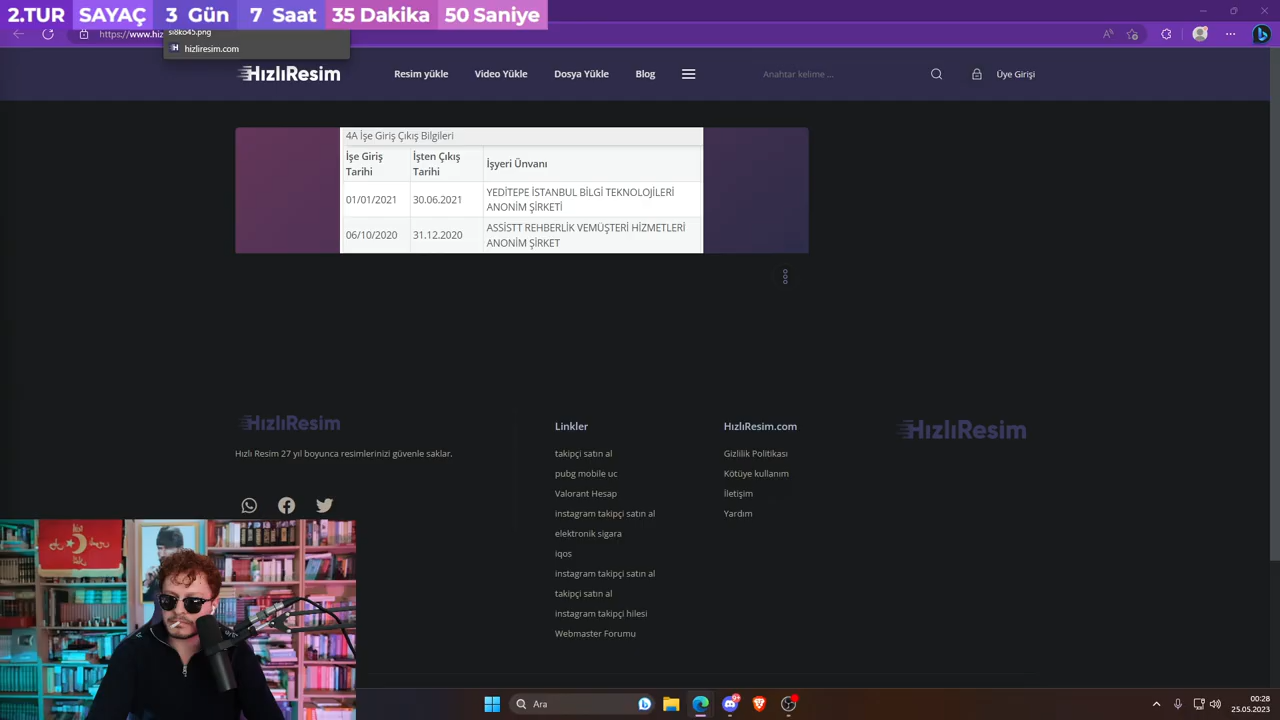 2.TUR SAYAÇ 3 Gün 7 Saat 35 Dakika 50 Saniye
https://www.hız
si8ko45.png
hizliresim.com
HızlıResim
Resim yükle
Video Yükle
Dosya Yükle
Blog
Anahtar kelime ...
Üye Girişi
4A İşe Giriş Çıkış Bilgileri
İşe Giriş Tarihi
İşten Çıkış Tarihi
İşyeri Ünvanı
01/01/2021
30.06.2021
YEDİTEPE İSTANBUL BİLGİ TEKNOLOJİLERİ
ANONİM ŞİRKETİ
06/10/2020
31.12.2020
ASSİSTT REHBERLİK VEMÜŞTERİ HİZMETLERİ
ANONİM ŞİRKET
HızlıResim
Hızlı Resim 27 yıl boyunca resimlerinizi güvenle saklar.
Linkler
takipçi satın al
pubg mobile uc
Valorant Hesap
instagram takipçi satın al
elektronik sigara
iqos
instagram takipçi satın al
takipçi satın al
instagram takipçi hilesi
Webmaster Forumu
HızlıResim.com
Gizlilik Politikası
Kötüye kullanım
İletişim
Yardım
HızlıResim
Ara
00:28
25.05.2023